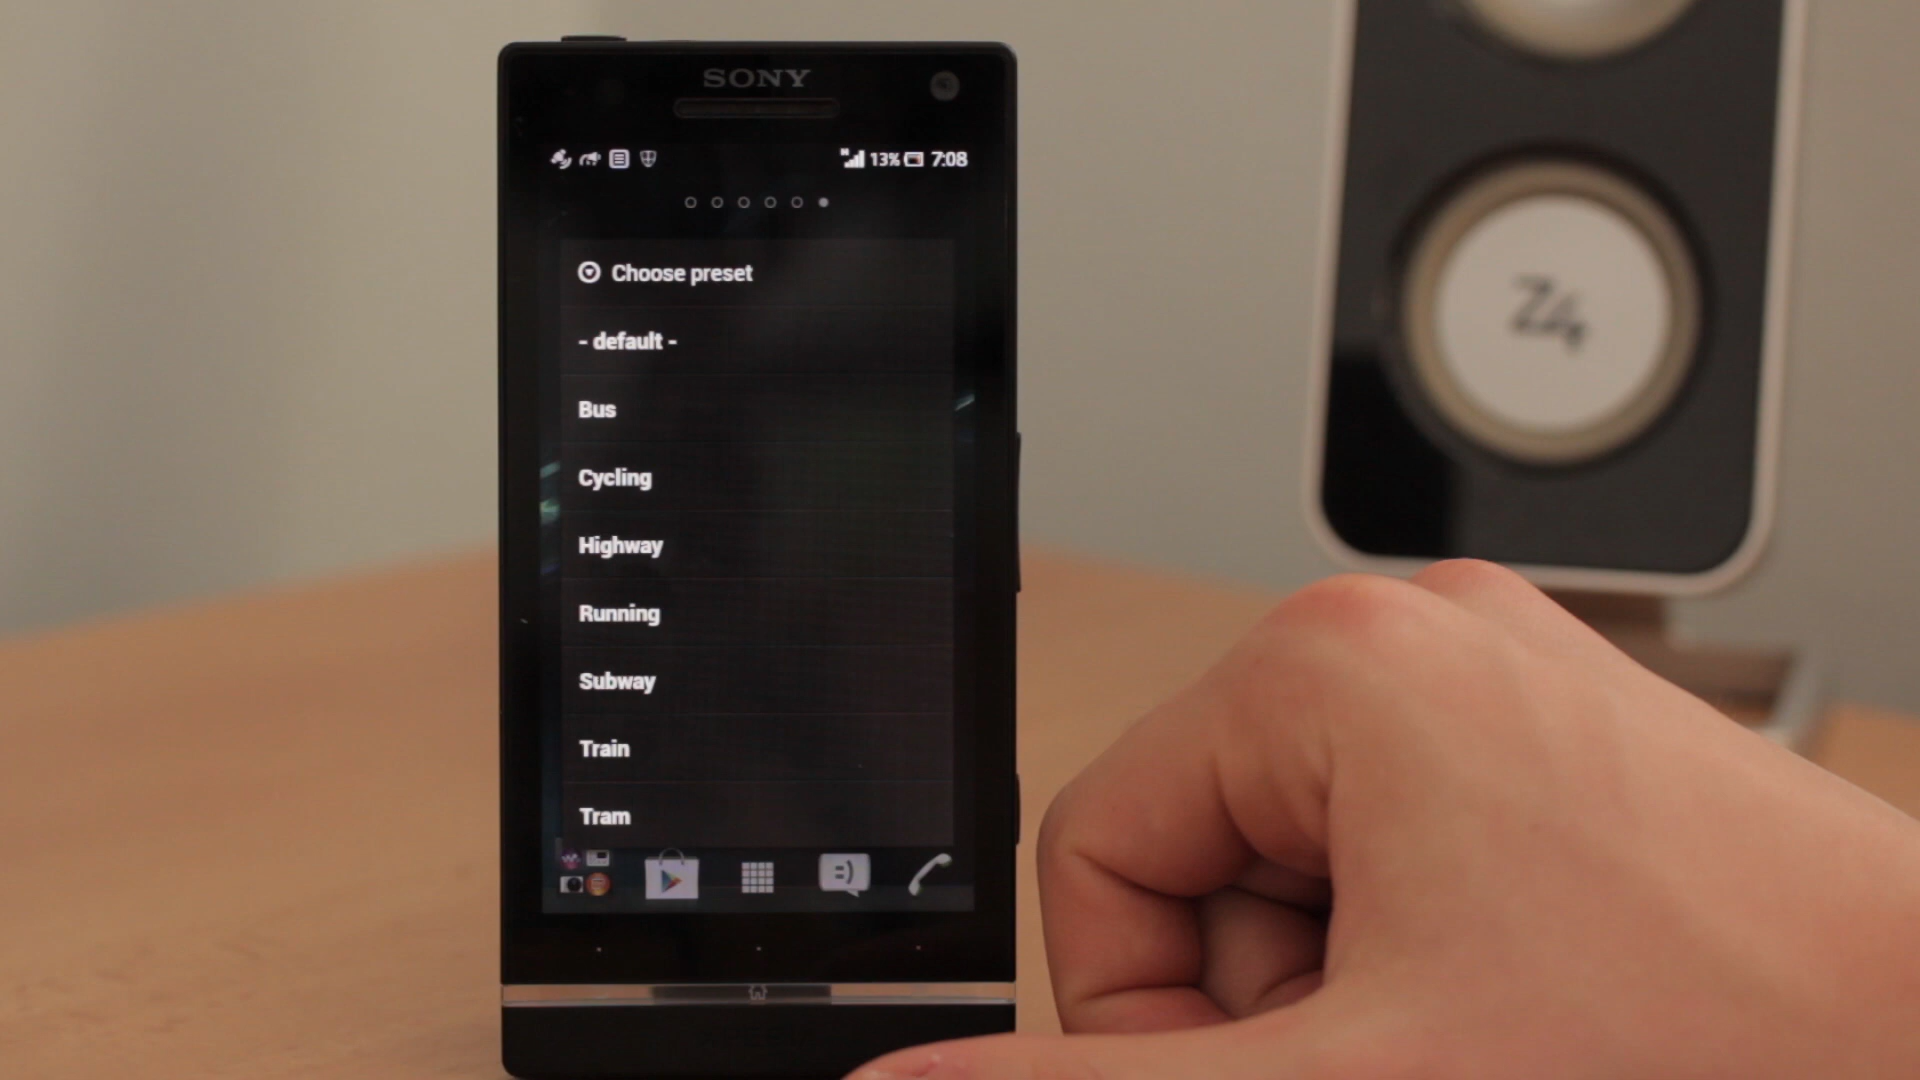 SONY
13% 7:08
Choose preset
- default -
Bus
Cycling
Highway
Running
Subway
Train
Tram
Z4